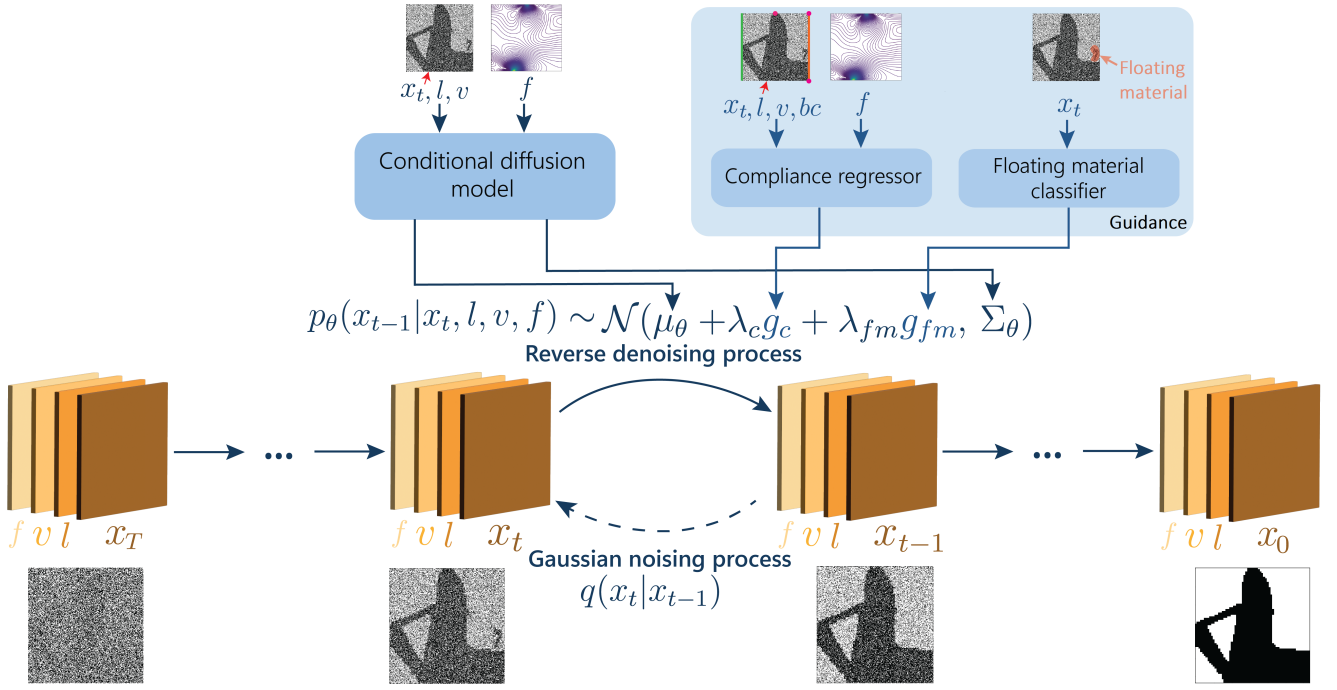 x_t, l, v
f
x_t, l, v, bc
f
x_t
Floating
material
Conditional diffusion
model
Compliance regressor
Floating material
classifier
Guidance
p_θ(x_{t−1}|x_t, l, v, f) ∼ 𝒩(μ_θ +λ_c g_c + λ_{fm} g_{fm}, Σ_θ)
Reverse denoising process
...
...
f v l x_T
f v l x_t
f v l x_{t−1}
f v l x_0
Gaussian noising process
q(x_t|x_{t−1})